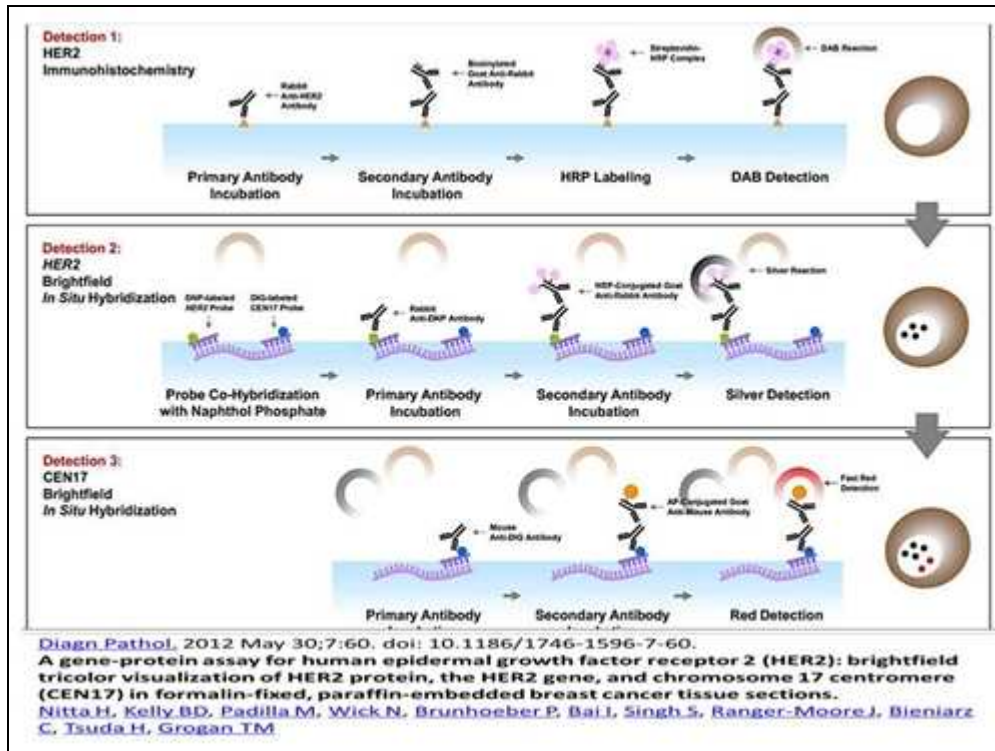 Detection 1:
HER2
Immunohistochemistry
Rabbit
Anti-HER2
Antibody
Biotinylated
Goat Anti-Rabbit
Antibody
Streptavidin-
HRP Complex
DAB Reaction
Primary Antibody
Incubation
Secondary Antibody
Incubation
HRP Labeling
DAB Detection
Detection 2:
HER2
Brightfield
In Situ Hybridization
DNP-labeled
HER2 Probe
DIG-labeled
CEN17 Probe
Rabbit
Anti-DNP Antibody
HRP-Conjugated Goat
Anti-Rabbit Antibody
Silver Reaction
Probe Co-Hybridization
with Naphthol Phosphate
Primary Antibody
Incubation
Secondary Antibody
Incubation
Silver Detection
Detection 3:
CEN17
Brightfield
In Situ Hybridization
Mouse
Anti-DIG Antibody
AP-Conjugated Goat
Anti-Mouse Antibody
Fast Red
Detection
Primary Antibody
Secondary Antibody
Red Detection
Diagn Pathol. 2012 May 30;7:60. doi: 10.1186/1746-1596-7-60.
A gene-protein assay for human epidermal growth factor receptor 2 (HER2): brightfield
tricolor visualization of HER2 protein, the HER2 gene, and chromosome 17 centromere
(CEN17) in formalin-fixed, paraffin-embedded breast cancer tissue sections.
Nitta H, Kelly BD, Padilla M, Wick N, Brunhoeber P, Bai I, Singh S, Ranger-Moore J, Bieniarz
C, Tsuda H, Grogan TM